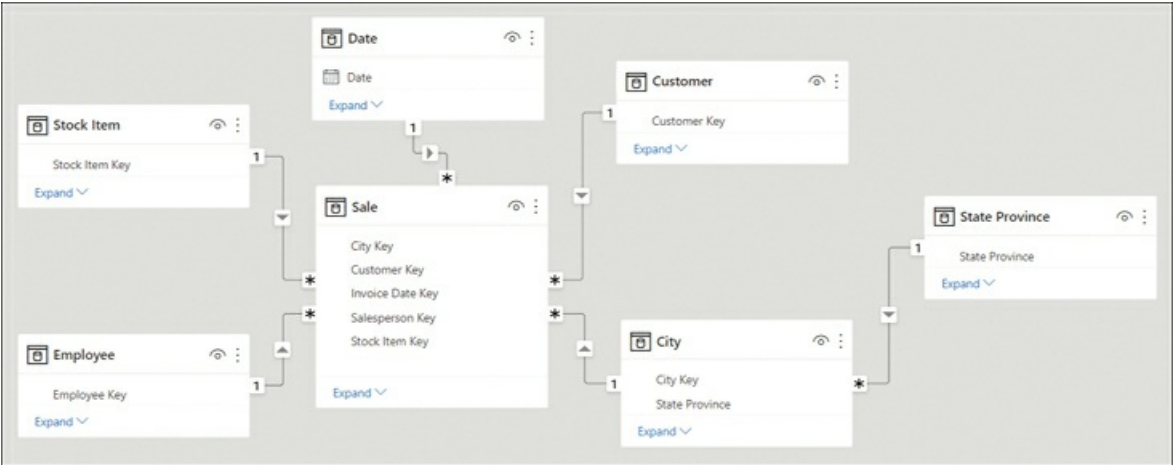 Date
Date
Expand
1
*
Customer
Customer Key
Expand
1
*
Stock Item
Stock Item Key
Expand
1
*
Sale
City Key
Customer Key
Invoice Date Key
Salesperson Key
Stock Item Key
Expand
State Province
State Province
Expand
1
*
Employee
Employee Key
Expand
1
*
City
City Key
State Province
Expand
1
*